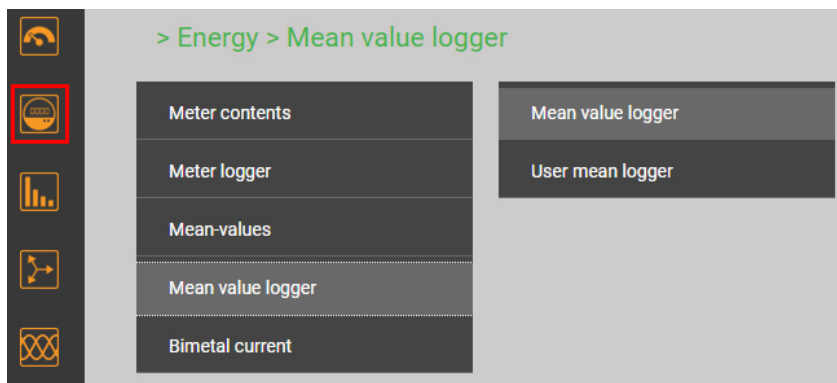 > Energy > Mean value logger
Meter contents
Meter logger
Mean-values
Mean value logger
Bimetal current
Mean value logger
User mean logger